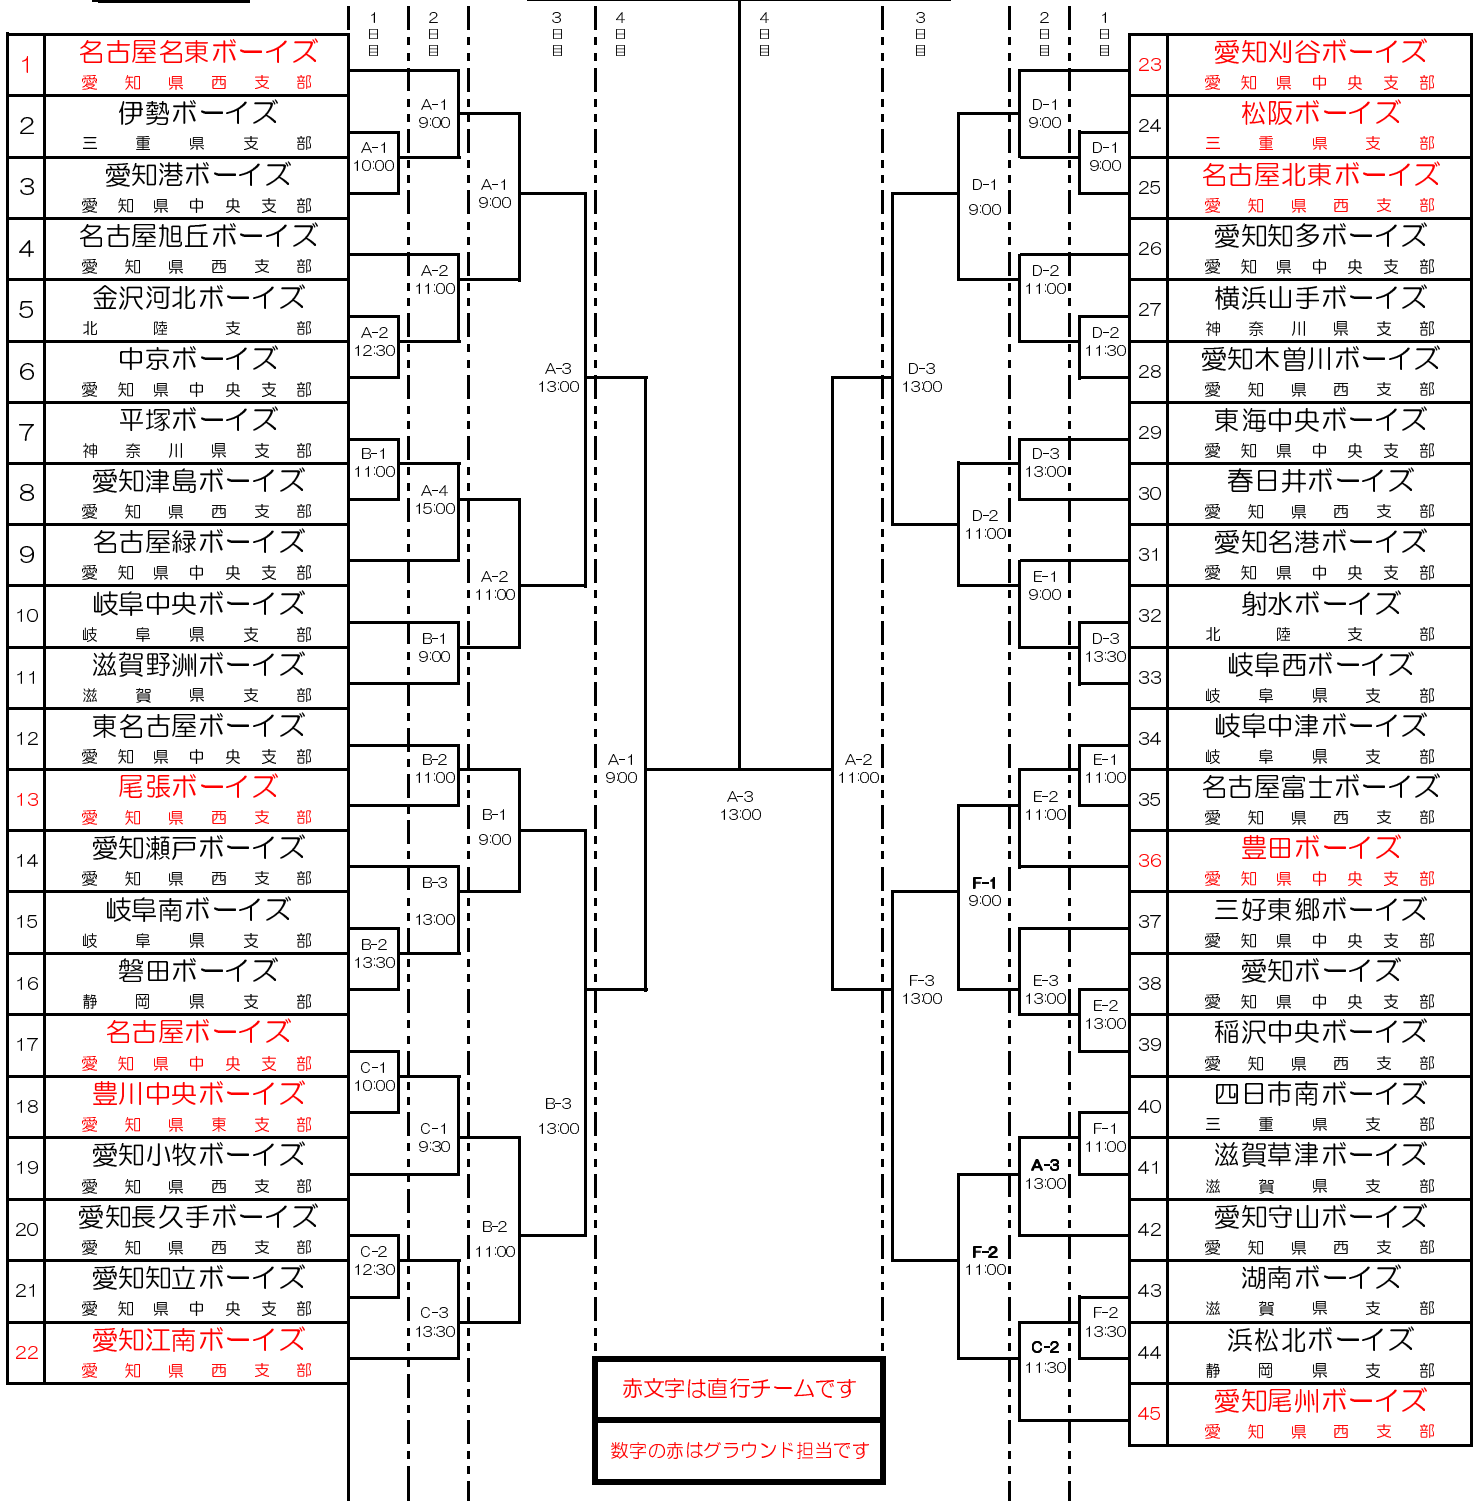 1日目
2日目
3日目
4日目
4日目
3日目
2日目
1日目
1
名古屋名東ボーイズ
愛知県西支部
2
伊勢ボーイズ
三重県支部
3
愛知港ボーイズ
愛知県中央支部
4
名古屋旭丘ボーイズ
愛知県西支部
5
金沢河北ボーイズ
北陸支部
6
中京ボーイズ
愛知県中央支部
7
平塚ボーイズ
神奈川県支部
8
愛知津島ボーイズ
愛知県西支部
9
名古屋緑ボーイズ
愛知県中央支部
10
岐阜中央ボーイズ
岐阜県支部
11
滋賀野洲ボーイズ
滋賀県支部
12
東名古屋ボーイズ
愛知県中央支部
13
尾張ボーイズ
愛知県西支部
14
愛知瀬戸ボーイズ
愛知県西支部
15
岐阜南ボーイズ
岐阜県支部
16
磐田ボーイズ
静岡県支部
17
名古屋ボーイズ
愛知県中央支部
18
豊川中央ボーイズ
愛知県東支部
19
愛知小牧ボーイズ
愛知県西支部
20
愛知長久手ボーイズ
愛知県西支部
21
愛知知立ボーイズ
愛知県中央支部
22
愛知江南ボーイズ
愛知県西支部
A-1
10:00
A-2
12:30
B-1
11:00
B-2
13:30
C-1
10:00
C-2
12:30
A-1
9:00
A-2
11:00
A-4
15:00
B-1
9:00
B-2
11:00
B-3
13:00
C-1
9:30
C-3
13:30
A-1
9:00
A-2
11:00
B-1
9:00
B-2
11:00
A-3
13:00
B-3
13:00
A-1
9:00
A-3
13:00
A-2
11:00
D-3
13:00
F-3
13:00
D-1
9:00
D-2
11:00
F-1
9:00
F-2
11:00
D-1
9:00
D-2
11:00
D-3
13:00
E-1
9:00
E-2
11:00
E-3
13:00
A-3
13:00
C-2
11:30
D-1
9:00
D-2
11:30
D-3
13:30
E-1
11:00
E-2
13:00
F-1
11:00
F-2
13:30
23
愛知刈谷ボーイズ
愛知県中央支部
24
松阪ボーイズ
三重県支部
25
名古屋北東ボーイズ
愛知県西支部
26
愛知知多ボーイズ
愛知県中央支部
27
横浜山手ボーイズ
神奈川県支部
28
愛知木曽川ボーイズ
愛知県西支部
29
東海中央ボーイズ
愛知県中央支部
30
春日井ボーイズ
愛知県西支部
31
愛知名港ボーイズ
愛知県中央支部
32
射水ボーイズ
北陸支部
33
岐阜西ボーイズ
岐阜県支部
34
岐阜中津ボーイズ
岐阜県支部
35
名古屋富士ボーイズ
愛知県西支部
36
豊田ボーイズ
愛知県中央支部
37
三好東郷ボーイズ
愛知県中央支部
38
愛知ボーイズ
愛知県中央支部
39
稲沢中央ボーイズ
愛知県西支部
40
四日市南ボーイズ
三重県支部
41
滋賀草津ボーイズ
滋賀県支部
42
愛知守山ボーイズ
愛知県西支部
43
湖南ボーイズ
滋賀県支部
44
浜松北ボーイズ
静岡県支部
45
愛知尾州ボーイズ
愛知県西支部
赤文字は直行チームです
数字の赤はグラウンド担当です